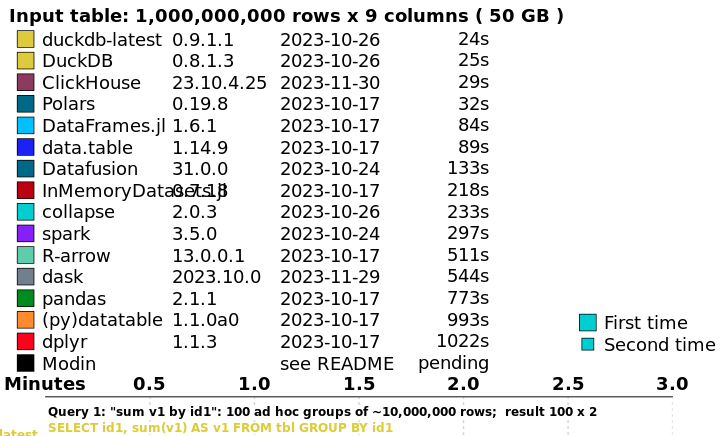 Input table: 1,000,000,000 rows x 9 columns ( 50 GB )
duckdb-latest 0.9.1.1 2023-10-26 24s
DuckDB 0.8.1.3 2023-10-26 25s
ClickHouse 23.10.4.25 2023-11-30 29s
Polars 0.19.8 2023-10-17 32s
DataFrames.jl 1.6.1 2023-10-17 84s
data.table 1.14.9 2023-10-17 89s
Datafusion 31.0.0 2023-10-24 133s
InMemoryDatasets.jl 0.7.18 2023-10-17 218s
collapse 2.0.3 2023-10-26 233s
spark 3.5.0 2023-10-24 297s
R-arrow 13.0.0.1 2023-10-17 511s
dask 2023.10.0 2023-11-29 544s
pandas 2.1.1 2023-10-17 773s
(py)datatable 1.1.0a0 2023-10-17 993s
dplyr 1.1.3 2023-10-17 1022s
Modin see README pending
First time
Second time
Minutes 0.5 1.0 1.5 2.0 2.5 3.0
Query 1: "sum v1 by id1": 100 ad hoc groups of ~10,000,000 rows; result 100 x 2
SELECT id1, sum(v1) AS v1 FROM tbl GROUP BY id1
latest